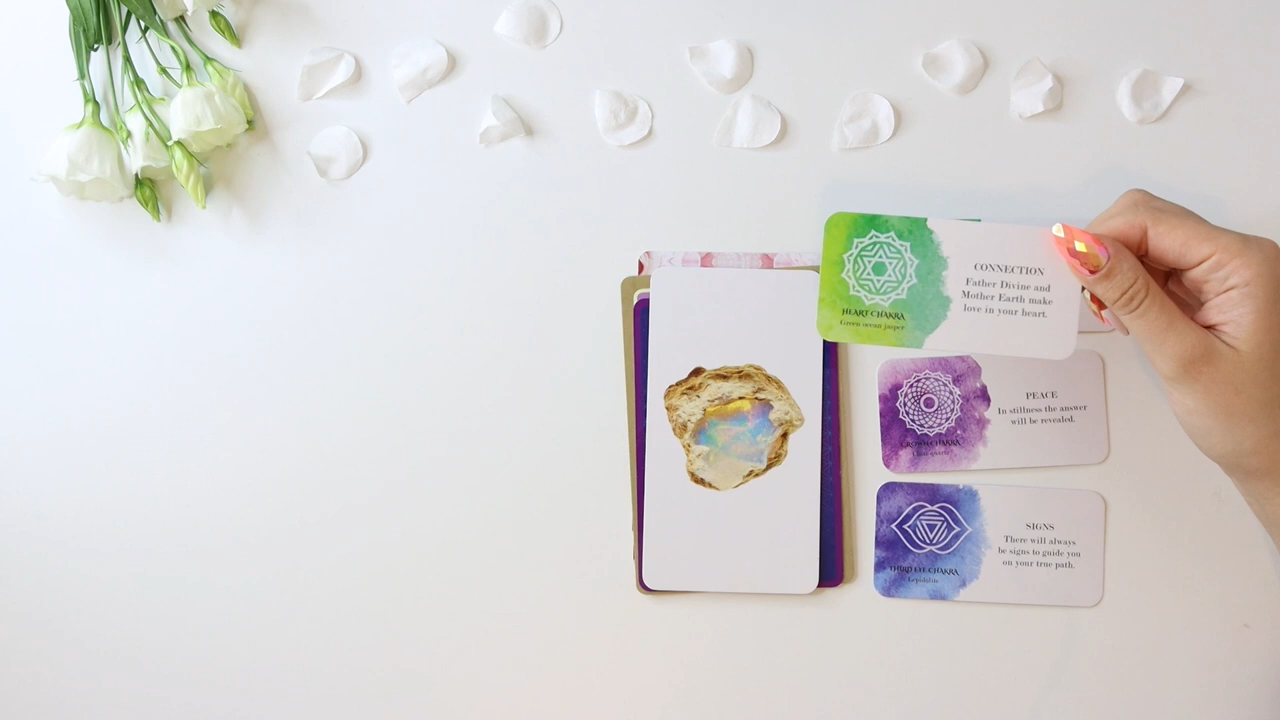 HEART CHAKRA
Green ocean jasper
CONNECTION
Father Divine and
Mother Earth make
love in your heart.
CROWN CHAKRA
Clear quartz
PEACE
In stillness the answer
will be revealed.
THIRD EYE CHAKRA
Lepidolite
SIGNS
There will always
be signs to guide you
on your true path.